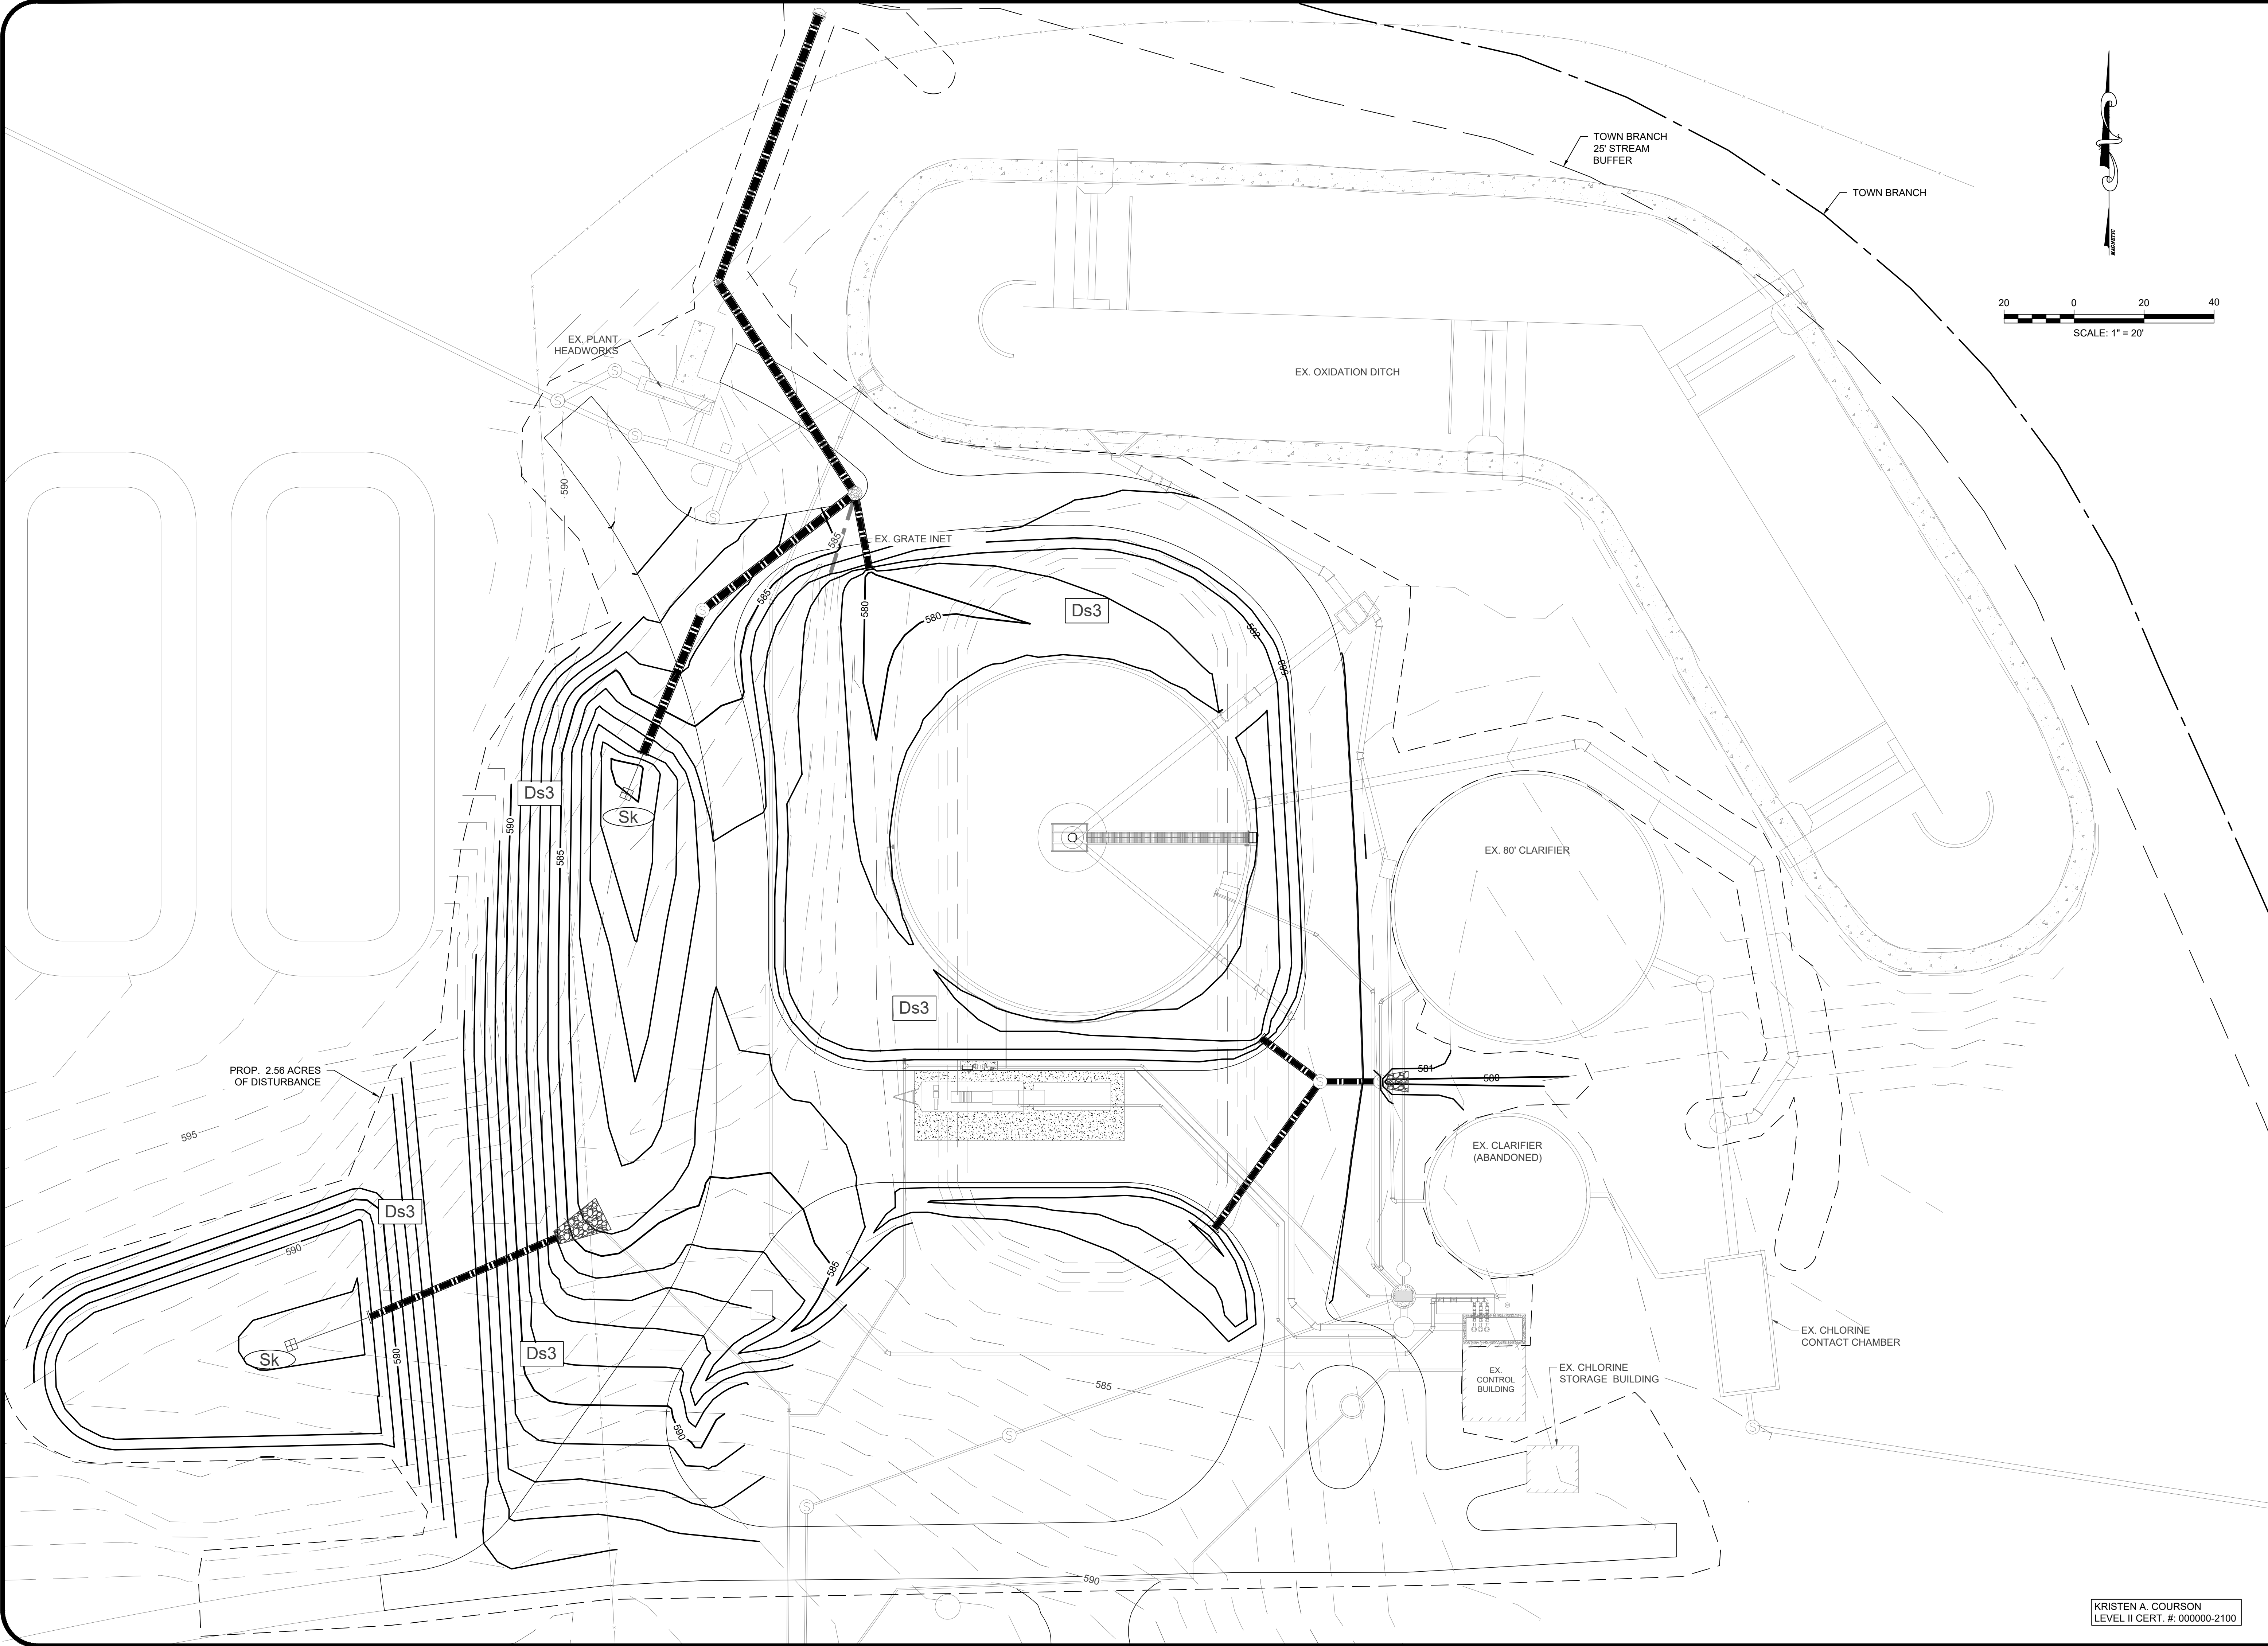 TOWN BRANCH
25' STREAM
BUFFER
TOWN BRANCH
MAGNETIC
20 0 20 40
SCALE: 1" = 20'
EX. PLANT
HEADWORKS
EX. OXIDATION DITCH
590
585
EX. GRATE INET
585
580
580
Ds3
582
Ds3
Sk
590
585
EX. 80' CLARIFIER
Ds3
PROP. 2.56 ACRES
OF DISTURBANCE
581
580
595
EX. CLARIFIER
(ABANDONED)
Ds3
590
585
Sk
590
Ds3
590
585
EX.
CONTROL
BUILDING
EX. CHLORINE
STORAGE BUILDING
EX. CHLORINE
CONTACT CHAMBER
590
S
S
S
S
S
S
S
S
S
KRISTEN A. COURSON
LEVEL II CERT. #: 000000-2100